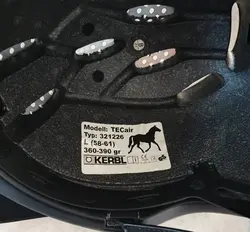 Modell: TECair
Typ: 321226
L (58-61)
360-390 gr
KERBL